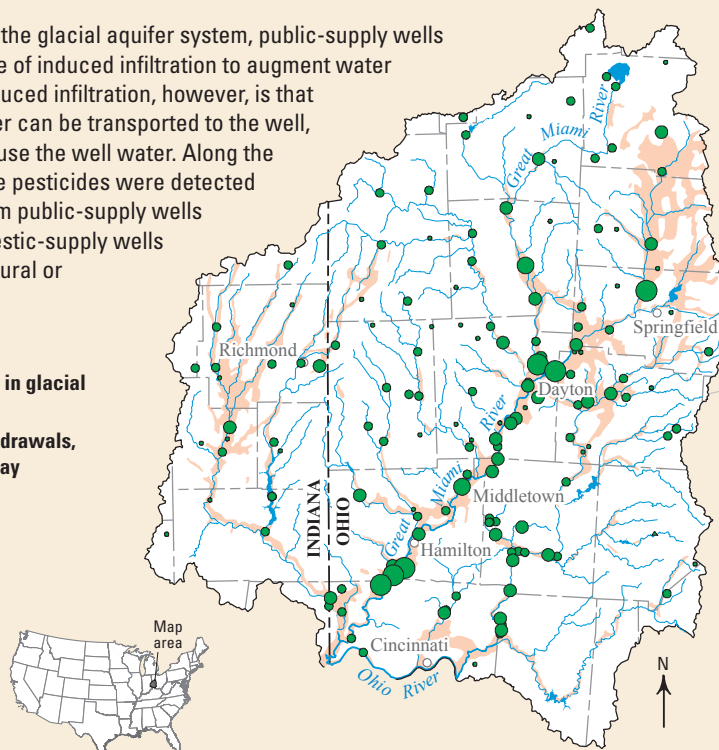 the glacial aquifer system, public-supply wells
e of induced infiltration to augment water
uced infiltration, however, is that
er can be transported to the well,
use the well water. Along the
e pesticides were detected
m public-supply wells
estic-supply wells
ural or
in glacial
drawals,
ay
Great Miami River
Springfield
Richmond
Dayton
INDIANA
OHIO
Great Miami River
Middletown
Hamilton
Cincinnati
Ohio River
Map
area
N